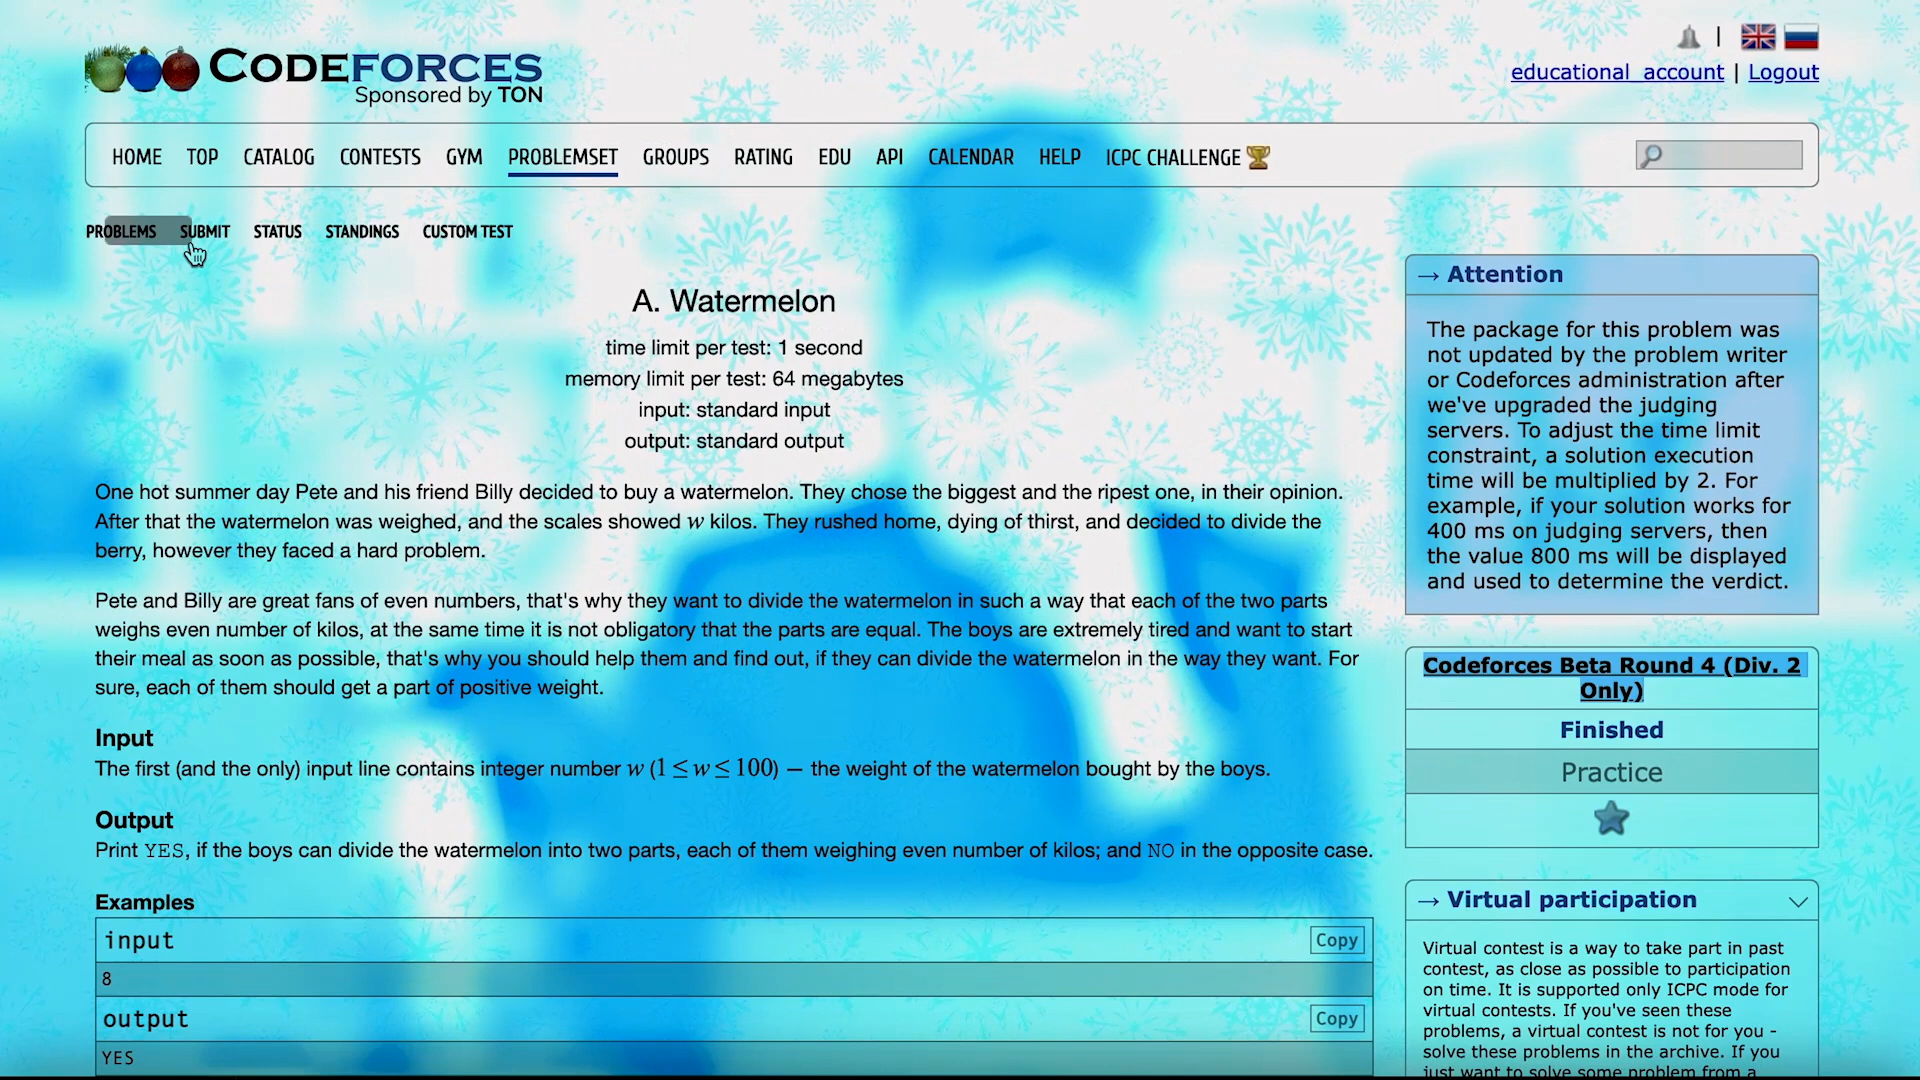 CODEFORCES
Sponsored by TON
|
educational_account | Logout
HOME TOP CATALOG CONTESTS GYM PROBLEMSET GROUPS RATING EDU API CALENDAR HELP ICPC CHALLENGE
PROBLEMS SUBMIT STATUS STANDINGS CUSTOM TEST
A. Watermelon
time limit per test: 1 second
memory limit per test: 64 megabytes
input: standard input
output: standard output
One hot summer day Pete and his friend Billy decided to buy a watermelon. They chose the biggest and the ripest one, in their opinion.
After that the watermelon was weighed, and the scales showed w kilos. They rushed home, dying of thirst, and decided to divide the
berry, however they faced a hard problem.
Pete and Billy are great fans of even numbers, that's why they want to divide the watermelon in such a way that each of the two parts
weighs even number of kilos, at the same time it is not obligatory that the parts are equal. The boys are extremely tired and want to start
their meal as soon as possible, that's why you should help them and find out, if they can divide the watermelon in the way they want. For
sure, each of them should get a part of positive weight.
Input
The first (and the only) input line contains integer number w (1 ≤ w ≤ 100) — the weight of the watermelon bought by the boys.
Output
Print YES, if the boys can divide the watermelon into two parts, each of them weighing even number of kilos; and NO in the opposite case.
Examples
input
Copy
8
output
Copy
YES
→ Attention
The package for this problem was
not updated by the problem writer
or Codeforces administration after
we've upgraded the judging
servers. To adjust the time limit
constraint, a solution execution
time will be multiplied by 2. For
example, if your solution works for
400 ms on judging servers, then
the value 800 ms will be displayed
and used to determine the verdict.
Codeforces Beta Round 4 (Div. 2
Only)
Finished
Practice
→ Virtual participation
Virtual contest is a way to take part in past
contest, as close as possible to participation
on time. It is supported only ICPC mode for
virtual contests. If you've seen these
problems, a virtual contest is not for you -
solve these problems in the archive. If you
just want to solve some problem from a